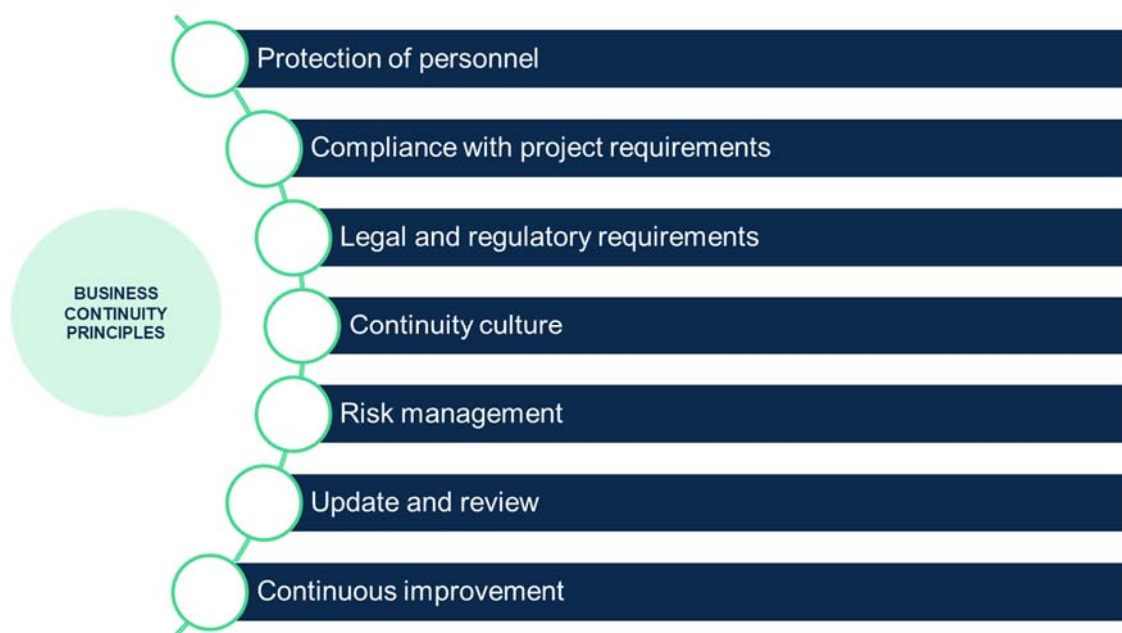 Protection of personnel
Compliance with project requirements
Legal and regulatory requirements
BUSINESS
CONTINUITY
PRINCIPLES
Continuity culture
Risk management
Update and review
Continuous improvement